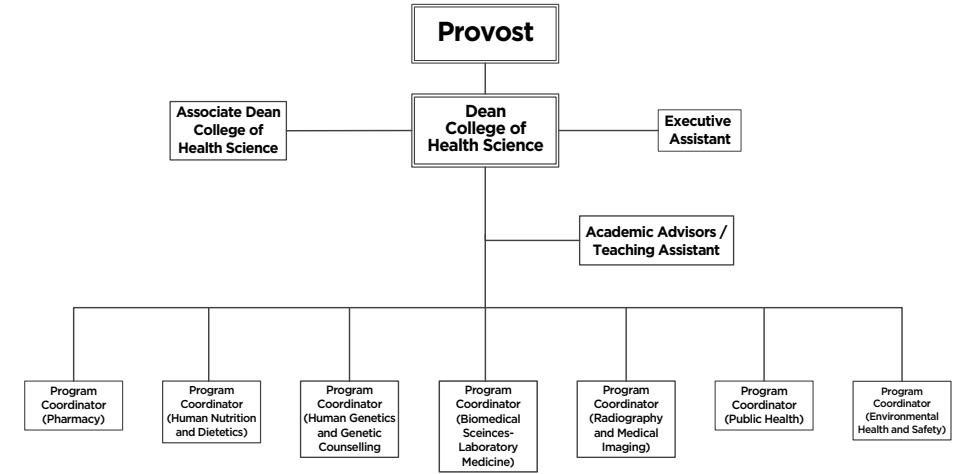 Provost
Associate Dean
College of
Health Science
Dean
College of
Health Science
Executive
Assistant
Academic Advisors /
Teaching Assistant
Program
Coordinator
(Pharmacy)
Program
Coordinator
(Human Nutrition
and Dietetics)
Program
Coordinator
(Human Genetics
and Genetic
Counselling
Program
Coordinator
(Biomedical
Sceinces-
Laboratory
Medicine)
Program
Coordinator
(Radiography
and Medical
Imaging)
Program
Coordinator
(Public Health)
Program
Coordinator
(Environmental
Health and Safety)